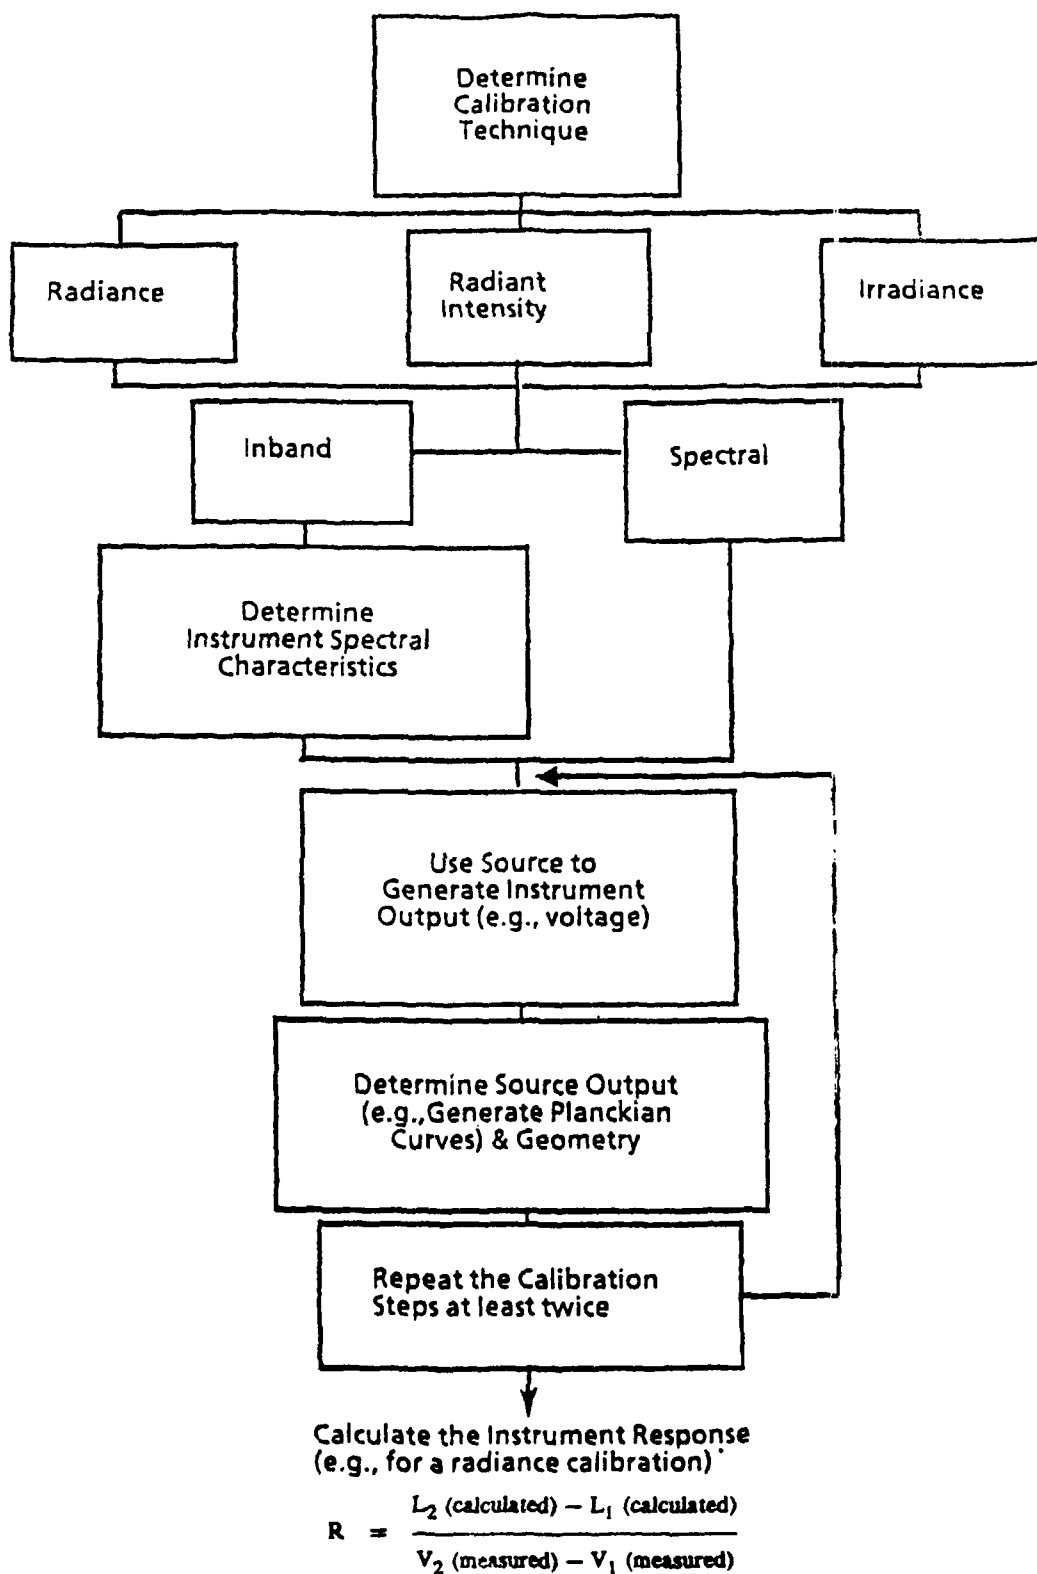 Determine
Calibration
Technique
Radiance
Radiant
Intensity
Irradiance
Inband
Spectral
Determine
Instrument Spectral
Characteristics
Use Source to
Generate Instrument
Output (e.g., voltage)
Determine Source Output
(e.g.,Generate Planckian
Curves) & Geometry
Repeat the Calibration
Steps at least twice
Calculate the Instrument Response
(e.g., for a radiance calibration)
R = L₂ (calculated) – L₁ (calculated)
V₂ (measured) – V₁ (measured)